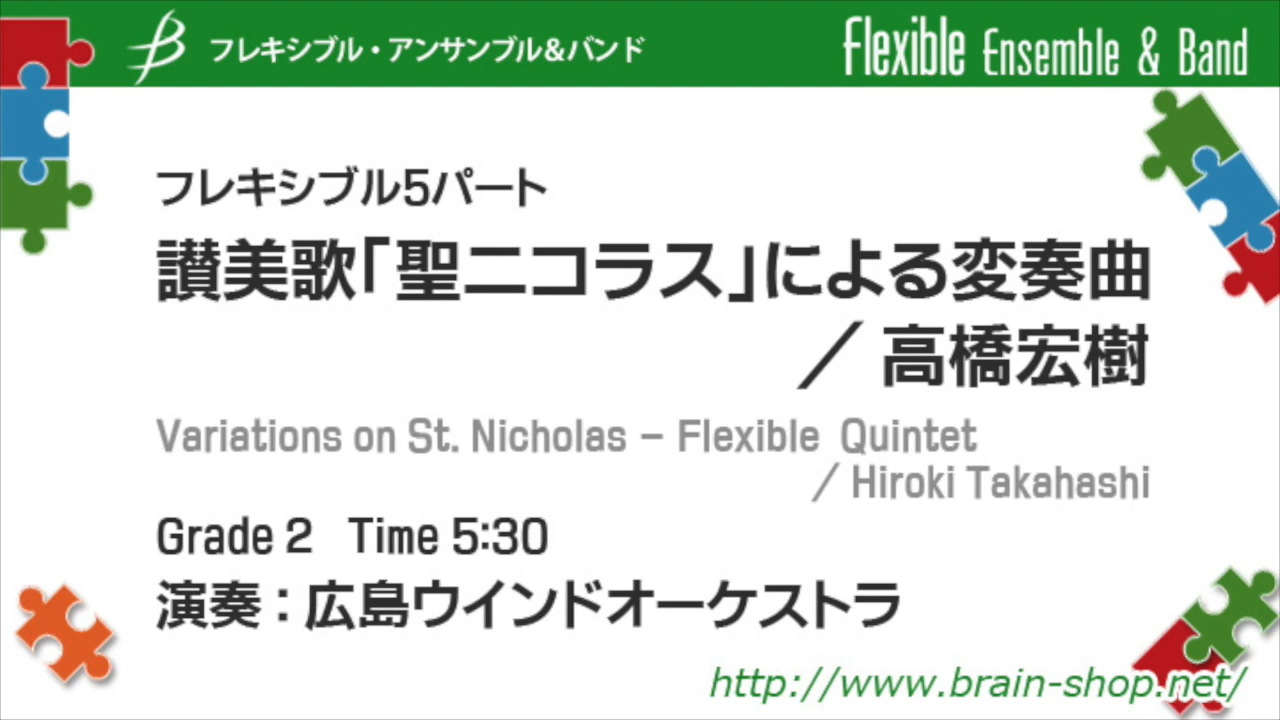 フレキシブル・アンサンブル&バンド
Flexible Ensemble & Band
フレキシブル5パート
讃美歌「聖ニコラス」による変奏曲
／ 高橋宏樹
Variations on St. Nicholas – Flexible Quintet
／ Hiroki Takahashi
Grade 2 Time 5:30
演奏：広島ウインドオーケストラ
http://www.brain-shop.net/